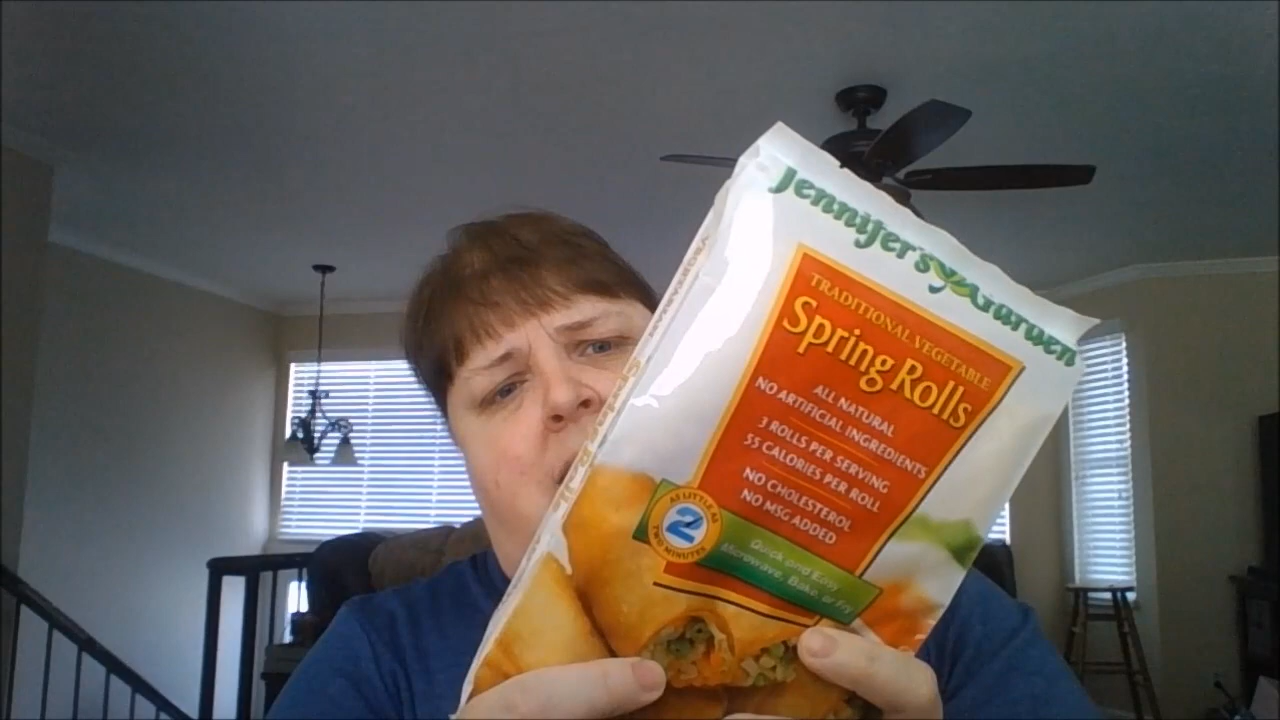 Jennifer's Garden
TRADITIONAL VEGETABLE
Spring Rolls
ALL NATURAL
NO ARTIFICIAL INGREDIENTS
3 ROLLS PER SERVING
55 CALORIES PER ROLL
NO CHOLESTEROL
NO MSG ADDED
AS LITTLE AS
2
TWO MINUTES
Quick and Easy
Microwave, Bake, or Fry